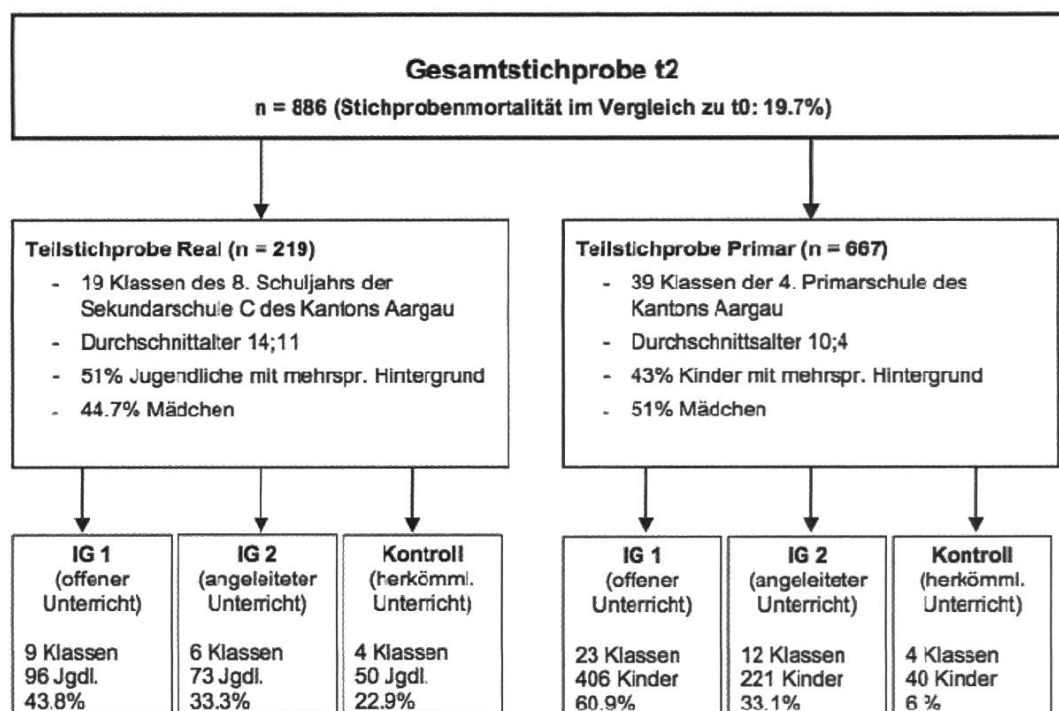 Gesamtstichprobe t2
n = 886 (Stichprobenmortalität im Vergleich zu t0: 19.7%)
Teilstichprobe Real (n = 219)
- 19 Klassen des 8. Schuljahrs der
Sekundarschule C des Kantons Aargau
- Durchschnittalter 14;11
- 51% Jugendliche mit mehrspr. Hintergrund
- 44.7% Mädchen
Teilstichprobe Primar (n = 667)
- 39 Klassen der 4. Primarschule des
Kantons Aargau
- Durchschnittsalter 10;4
- 43% Kinder mit mehrspr. Hintergrund
- 51% Mädchen
IG 1
(offener
Unterricht)
9 Klassen
96 Jgdl.
43.8%
IG 2
(angeleiteter
Unterricht)
6 Klassen
73 Jgdl.
33.3%
Kontroll
(herkömml.
Unterricht)
4 Klassen
50 Jgdl.
22.9%
IG 1
(offener
Unterricht)
23 Klassen
406 Kinder
60.9%
IG 2
(angeleiteter
Unterricht)
12 Klassen
221 Kinder
33.1%
Kontroll
(herkömml.
Unterricht)
4 Klassen
40 Kinder
6 %